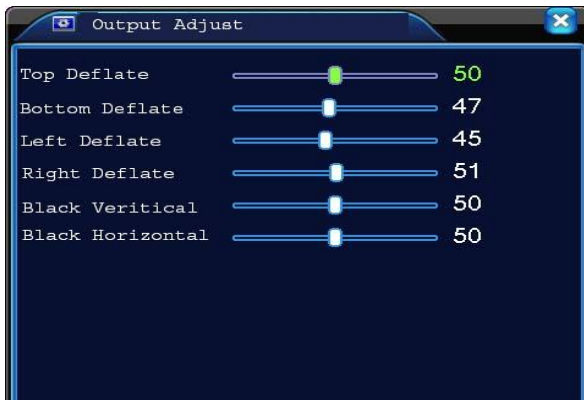 Output Adjust
Top Deflate 50
Bottom Deflate 47
Left Deflate 45
Right Deflate 51
Black Veritical 50
Black Horizontal 50